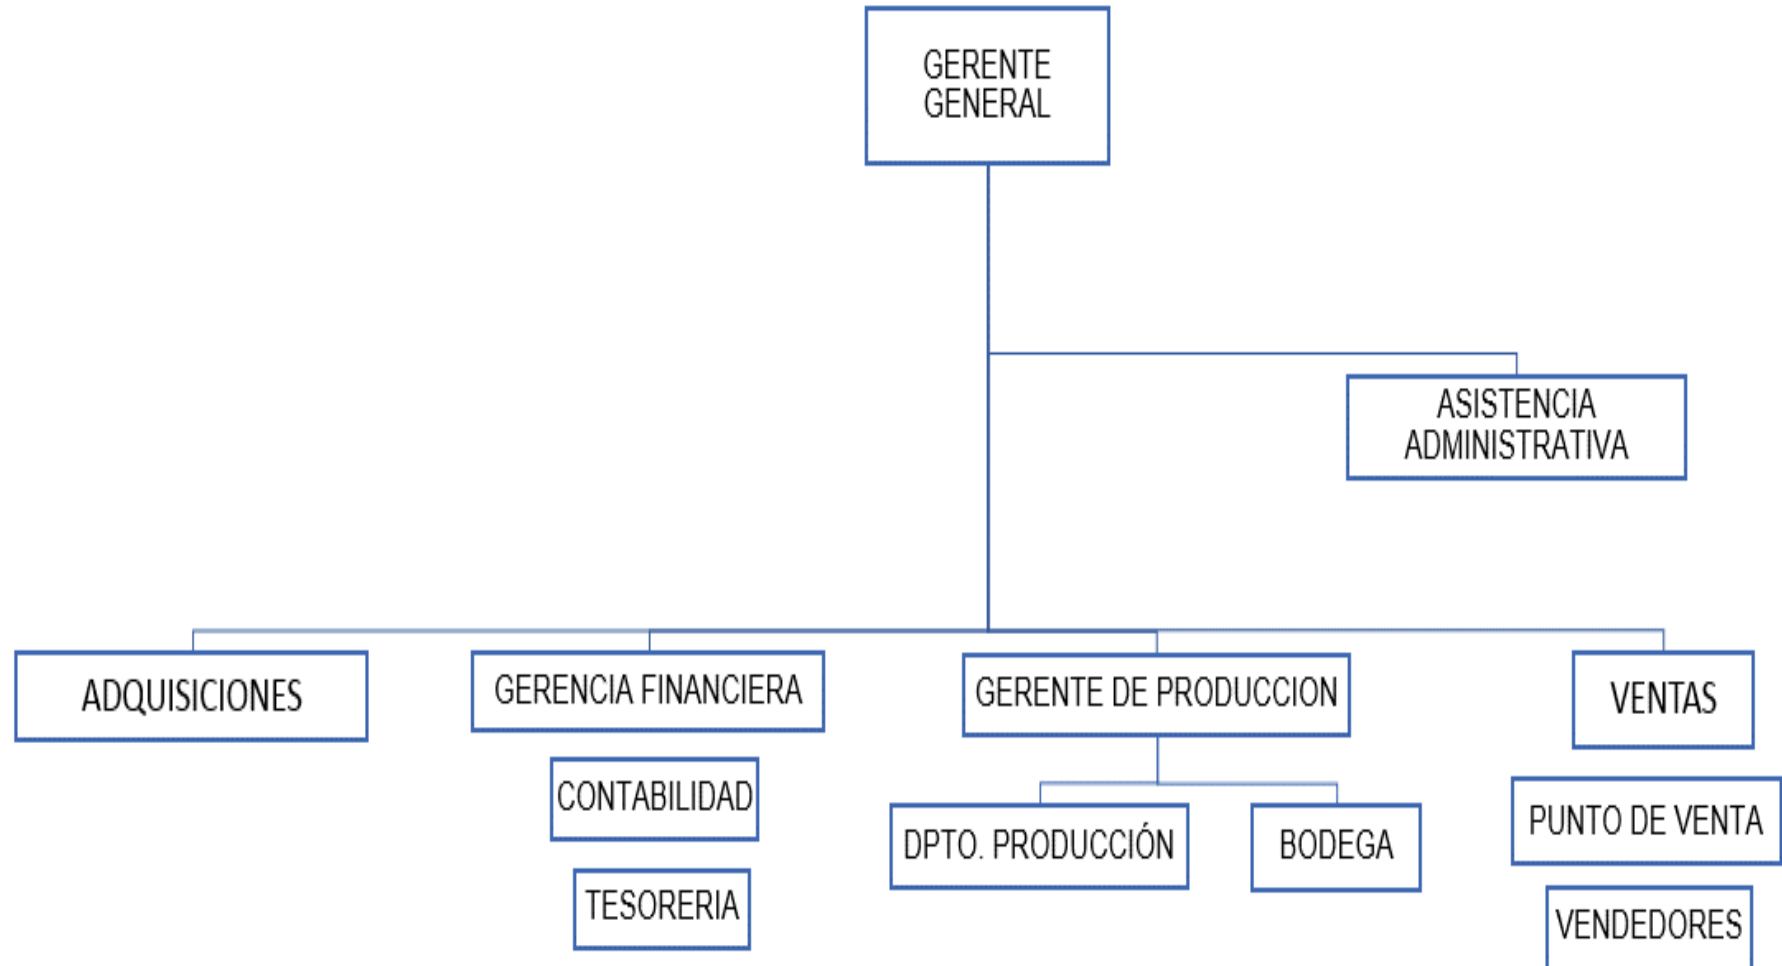 GERENTE
GENERAL
ASISTENCIA
ADMINISTRATIVA
ADQUISICIONES
GERENCIA FINANCIERA
GERENTE DE PRODUCCION
VENTAS
CONTABILIDAD
TESORERIA
DPTO. PRODUCCIÓN
BODEGA
PUNTO DE VENTA
VENDEDORES